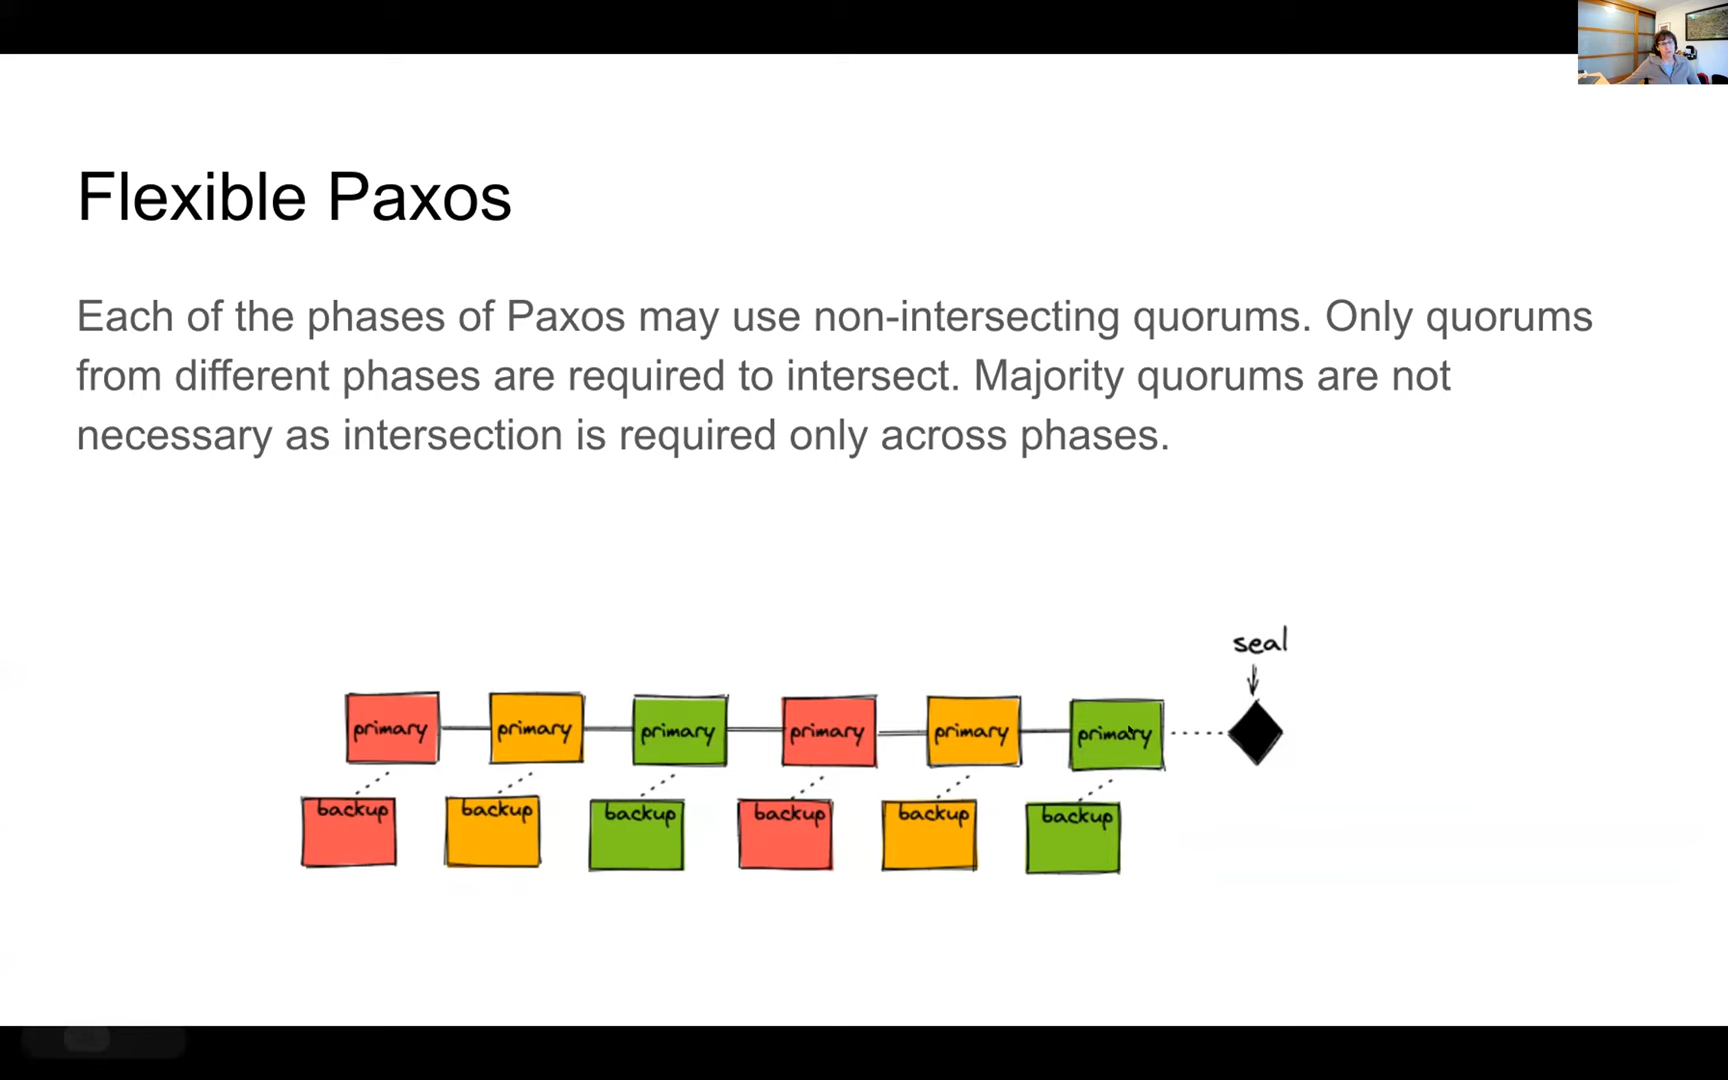 Flexible Paxos
Each of the phases of Paxos may use non-intersecting quorums. Only quorums
from different phases are required to intersect. Majority quorums are not
necessary as intersection is required only across phases.
seal
primary primary primary primary primary primary
backup backup backup backup backup backup